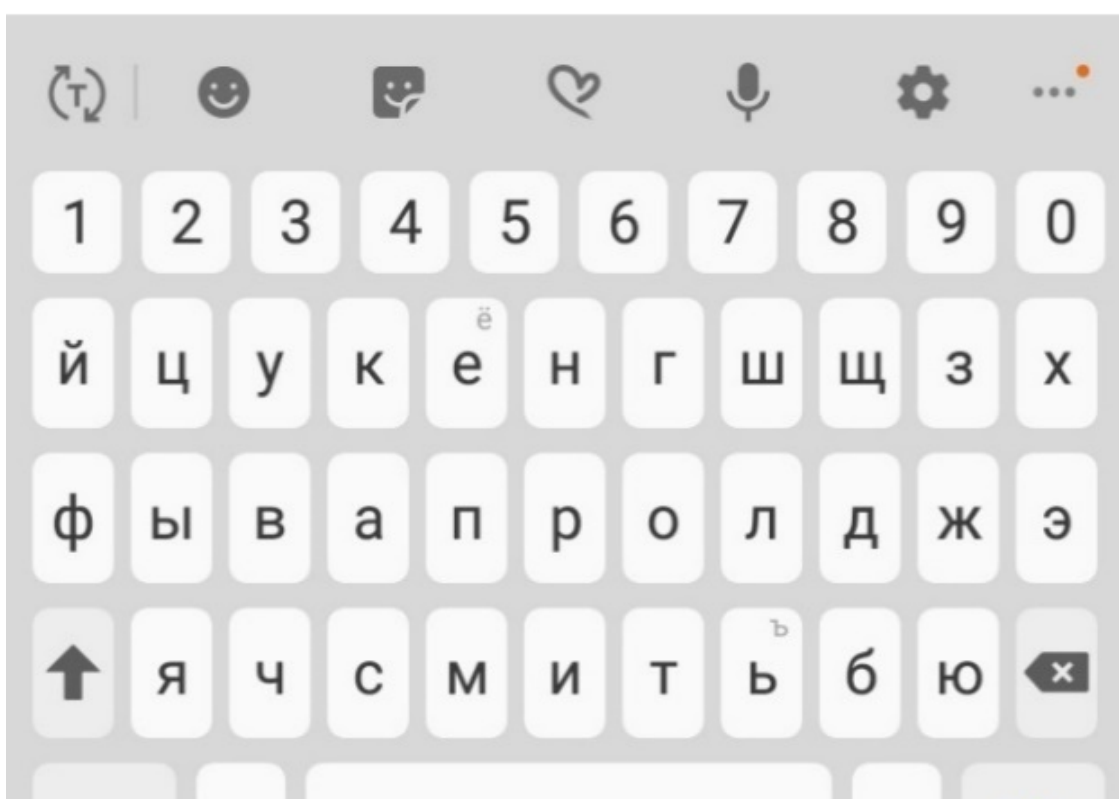 T
1 2 3 4 5 6 7 8 9 0
ё
й ц у к е н г ш щ з х
ф ы в а п р о л д ж э
ъ
я ч с м и т ь б ю